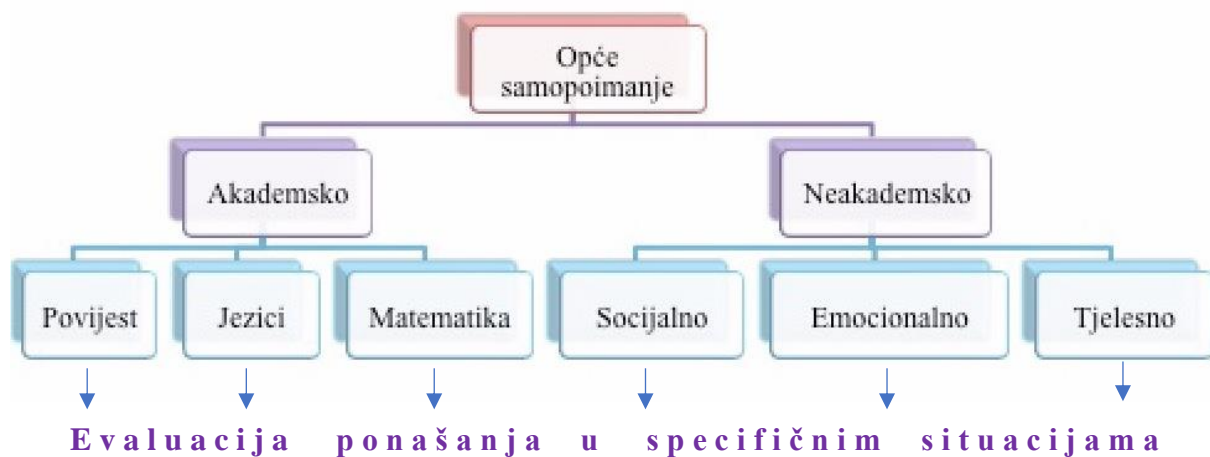 Opće
samopoimanje
Akademsko
Neakademsko
Povijest
Jezici
Matematika
Socijalno
Emocionalno
Tjelesno
Evaluacija ponašanja u specifičnim situacijama